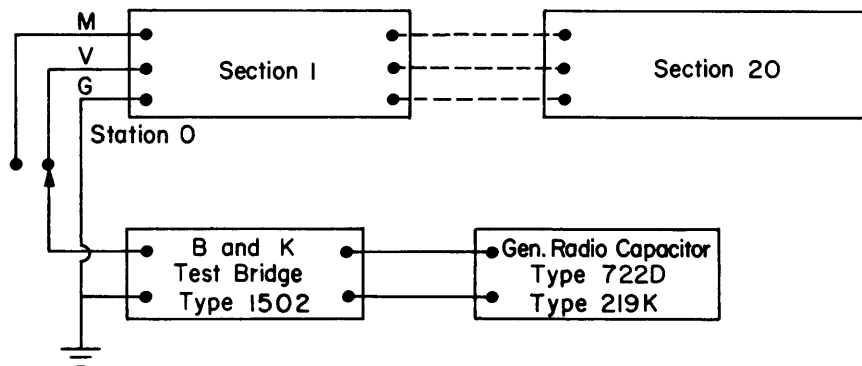 M
V
G
Section 1
Section 20
Station 0
B and K
Test Bridge
Type 1502
Gen. Radio Capacitor
Type 722D
Type 219K